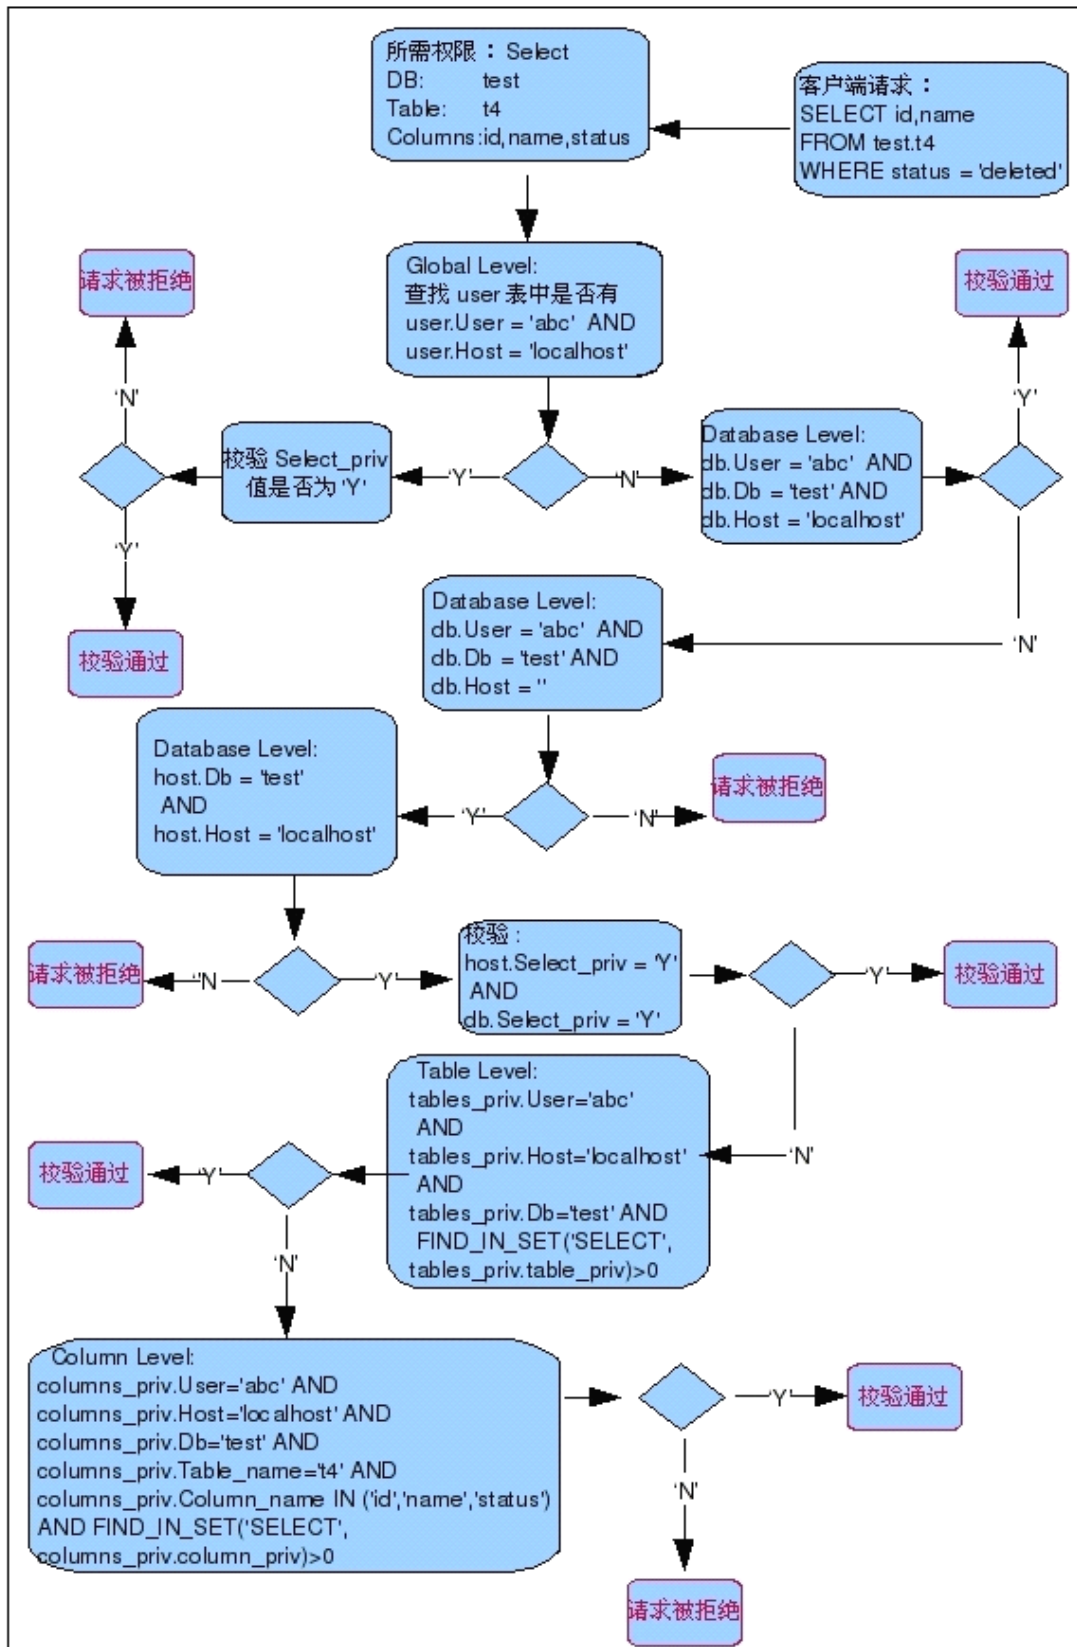 所需权限： Select
DB: test
Table: t4
Columns:id,name,status
客户端请求：
SELECT id,name
FROM test.t4
WHERE status = 'deleted'
Global Level:
查找 user 表中是否有
user.User = 'abc' AND
user.Host = 'localhost'
请求被拒绝
校验通过
'N'
'Y'
校验 Select_priv
值是否为 'Y'
'Y'
'N'
Database Level:
db.User = 'abc' AND
db.Db = 'test' AND
db.Host = 'localhost'
'Y'
校验通过
'N'
Database Level:
db.User = 'abc' AND
db.Db = 'test' AND
db.Host = ''
Database Level:
host.Db = 'test'
AND
host.Host = 'localhost'
'Y'
'N'
请求被拒绝
请求被拒绝
'N
'Y'
校验：
host.Select_priv = 'Y'
AND
db.Select_priv = 'Y'
'Y'
校验通过
'N'
Table Level:
tables_priv.User='abc'
AND
tables_priv.Host='localhost'
AND
tables_priv.Db='test' AND
FIND_IN_SET('SELECT',
tables_priv.table_priv)>0
校验通过
'Y'
'N'
Column Level:
columns_priv.User='abc' AND
columns_priv.Host='localhost' AND
columns_priv.Db='test' AND
columns_priv.Table_name='t4' AND
columns_priv.Column_name IN ('id','name','status')
AND FIND_IN_SET('SELECT',
columns_priv.column_priv)>0
'Y'
校验通过
'N'
请求被拒绝